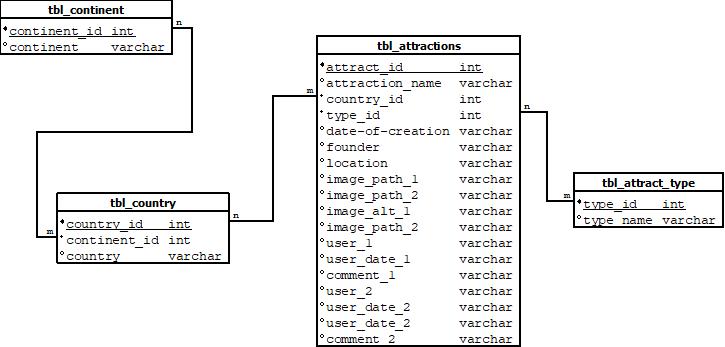 tbl_continent
continent_id int
continent varchar
n
m
tbl_country
country_id int
continent_id int
country varchar
n
m
tbl_attractions
attract_id int
attraction_name varchar
country_id int
type_id int
date-of-creation varchar
founder varchar
location varchar
image_path_1 varchar
image_path_2 varchar
image_alt_1 varchar
image_path_2 varchar
user_1 varchar
user_date_1 varchar
comment_1 varchar
user_2 varchar
user_date_2 varchar
user_date_2 varchar
comment_2 varchar
n
m
tbl_attract_type
type_id int
type_name varchar